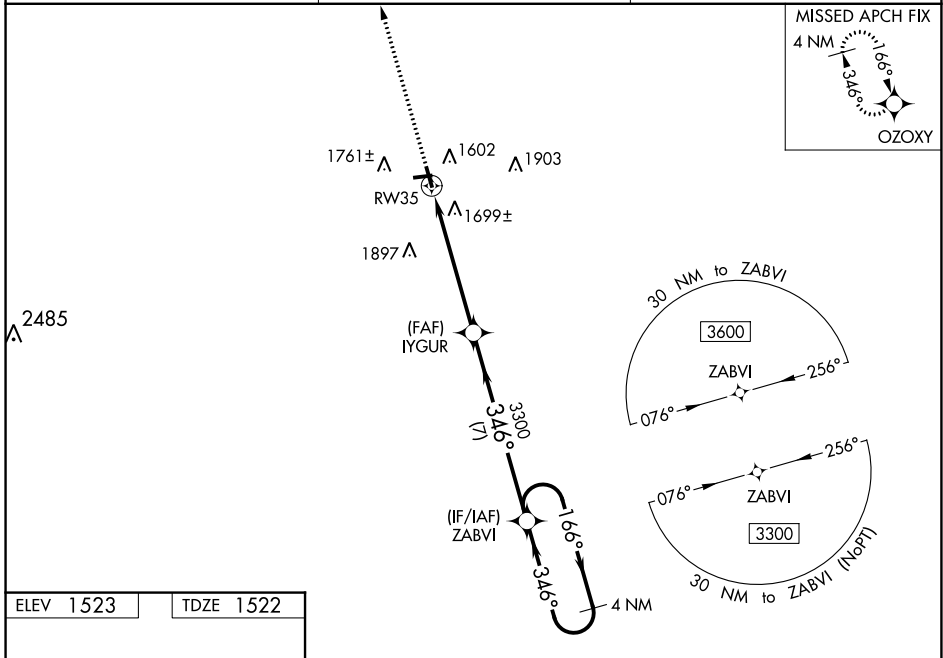 MISSED APCH FIX
4 NM
166°
346°
OZOXY
1761±
1602
1903
RW35
1699±
1897
2485
(FAF)
IYGUR
30 NM to ZABVI
3600
ZABVI
256°
076°
3300
346°
(7)
256°
076°
ZABVI
3300
30 NM to ZABVI (NoPT)
(IF/IAF)
ZABVI
166°
346°
4 NM
ELEV 1523
TDZE 1522